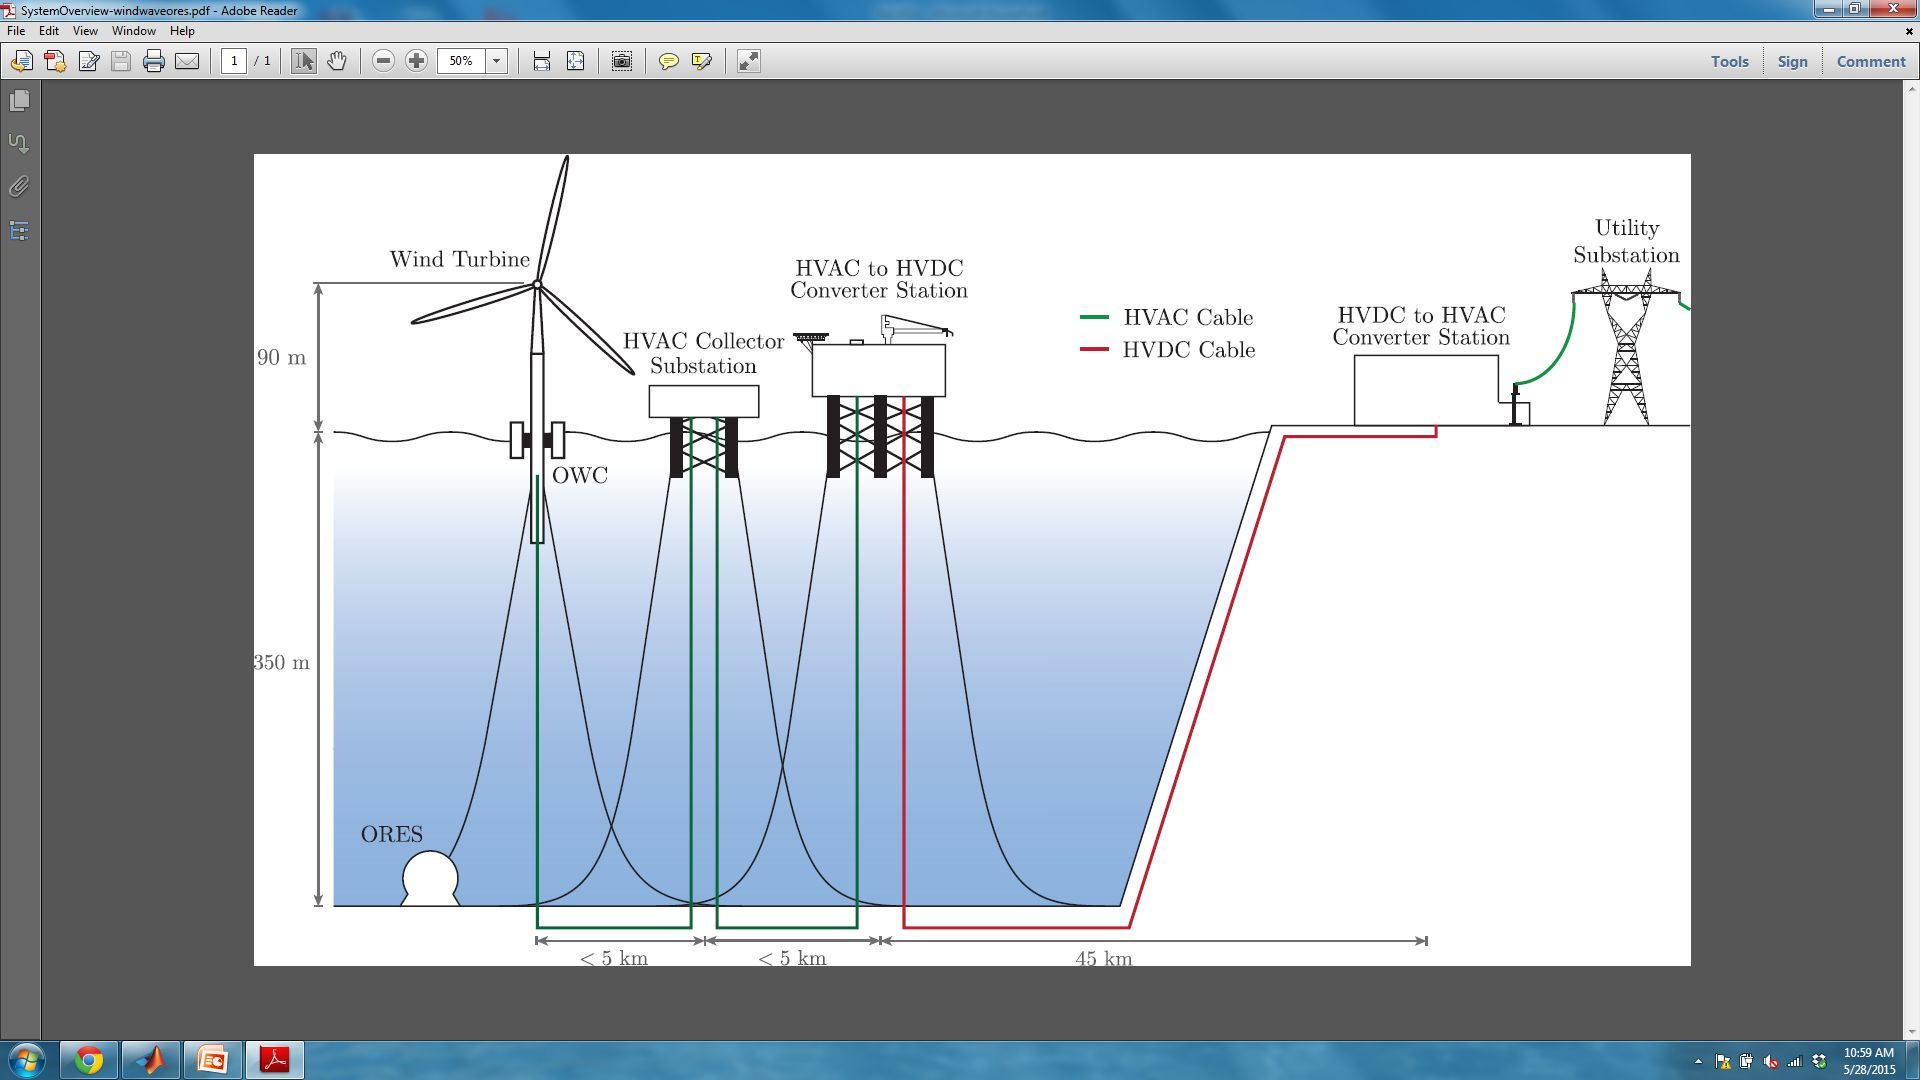 SystemOverview-windwaveores.pdf - Adobe Reader
File Edit View Window Help
1 / 1
50%
Tools Sign Comment
Wind Turbine
90 m
HVAC Collector
Substation
HVAC to HVDC
Converter Station
HVAC Cable
HVDC Cable
HVDC to HVAC
Converter Station
Utility
Substation
OWC
350 m
ORES
< 5 km
< 5 km
45 km
10:59 AM
5/28/2015